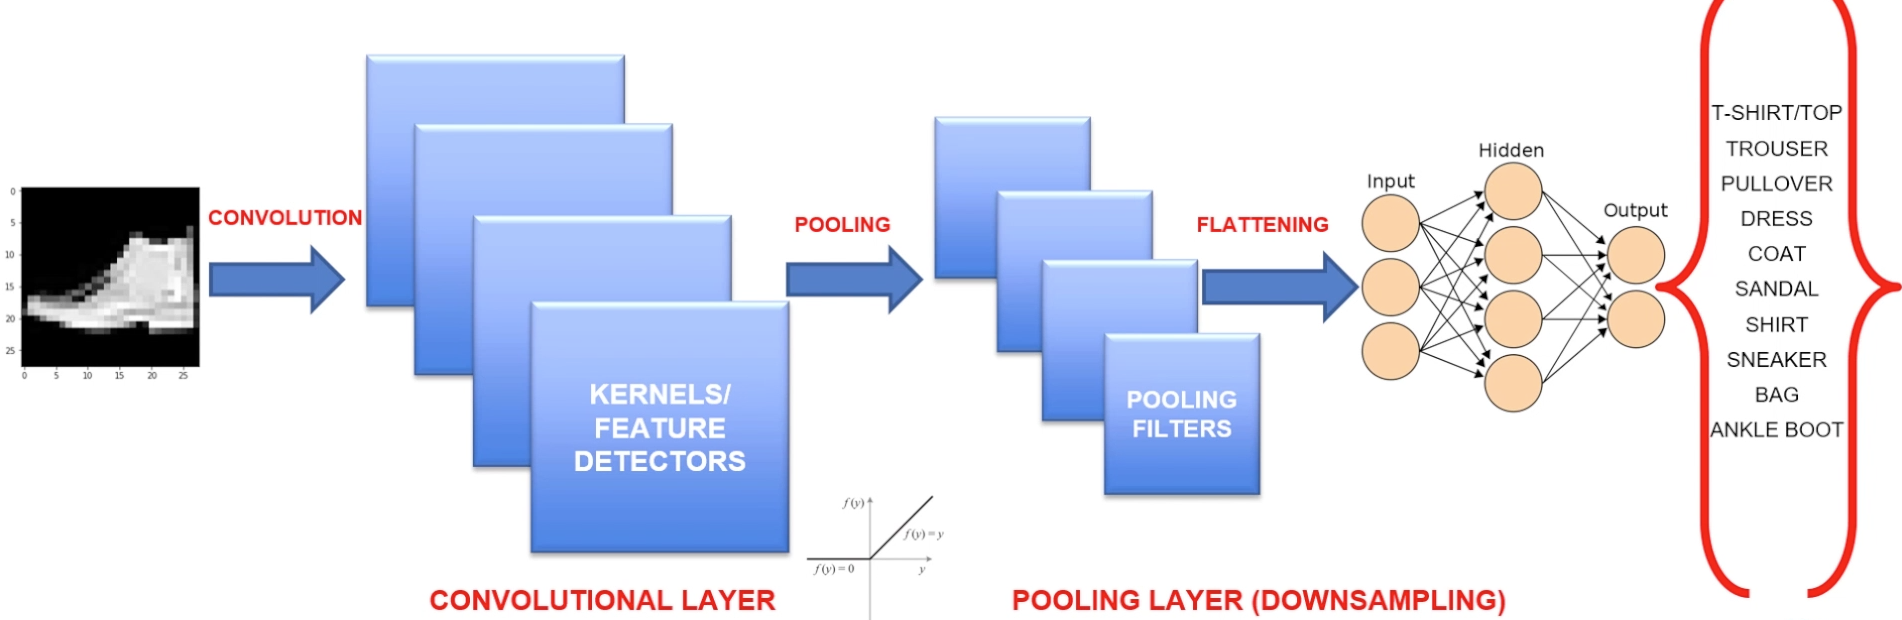 0
5
10
15
20
25
0 5 10 15 20 25
CONVOLUTION
KERNELS/
FEATURE
DETECTORS
CONVOLUTIONAL LAYER
f(y)
f(y) = y
f(y) = 0
y
POOLING
POOLING
FILTERS
POOLING LAYER (DOWNSAMPLING)
FLATTENING
Input
Hidden
Output
T-SHIRT/TOP
TROUSER
PULLOVER
DRESS
COAT
SANDAL
SHIRT
SNEAKER
BAG
ANKLE BOOT